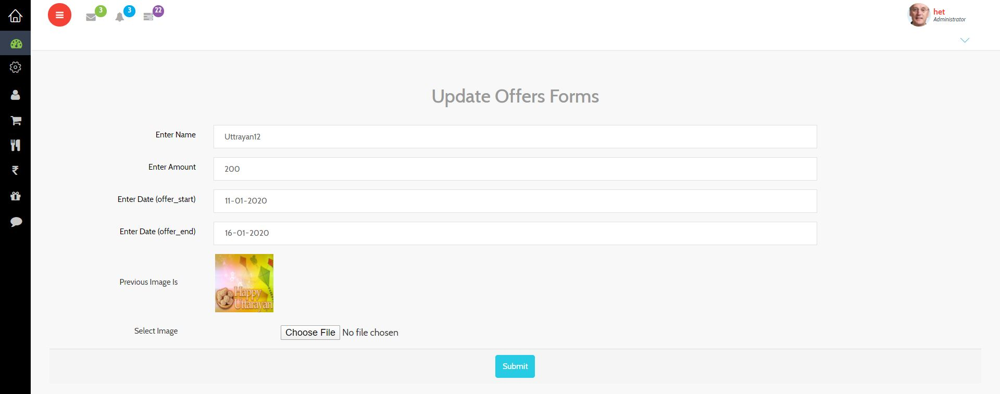 3
3
22
het
Administrator
Update Offers Forms
Enter Name
Uttrayan12
Enter Amount
200
Enter Date (offer_start)
11-01-2020
Enter Date (offer_end)
16-01-2020
Previous Image Is
Happy
Uttarayan
Select Image
Choose File No file chosen
Submit